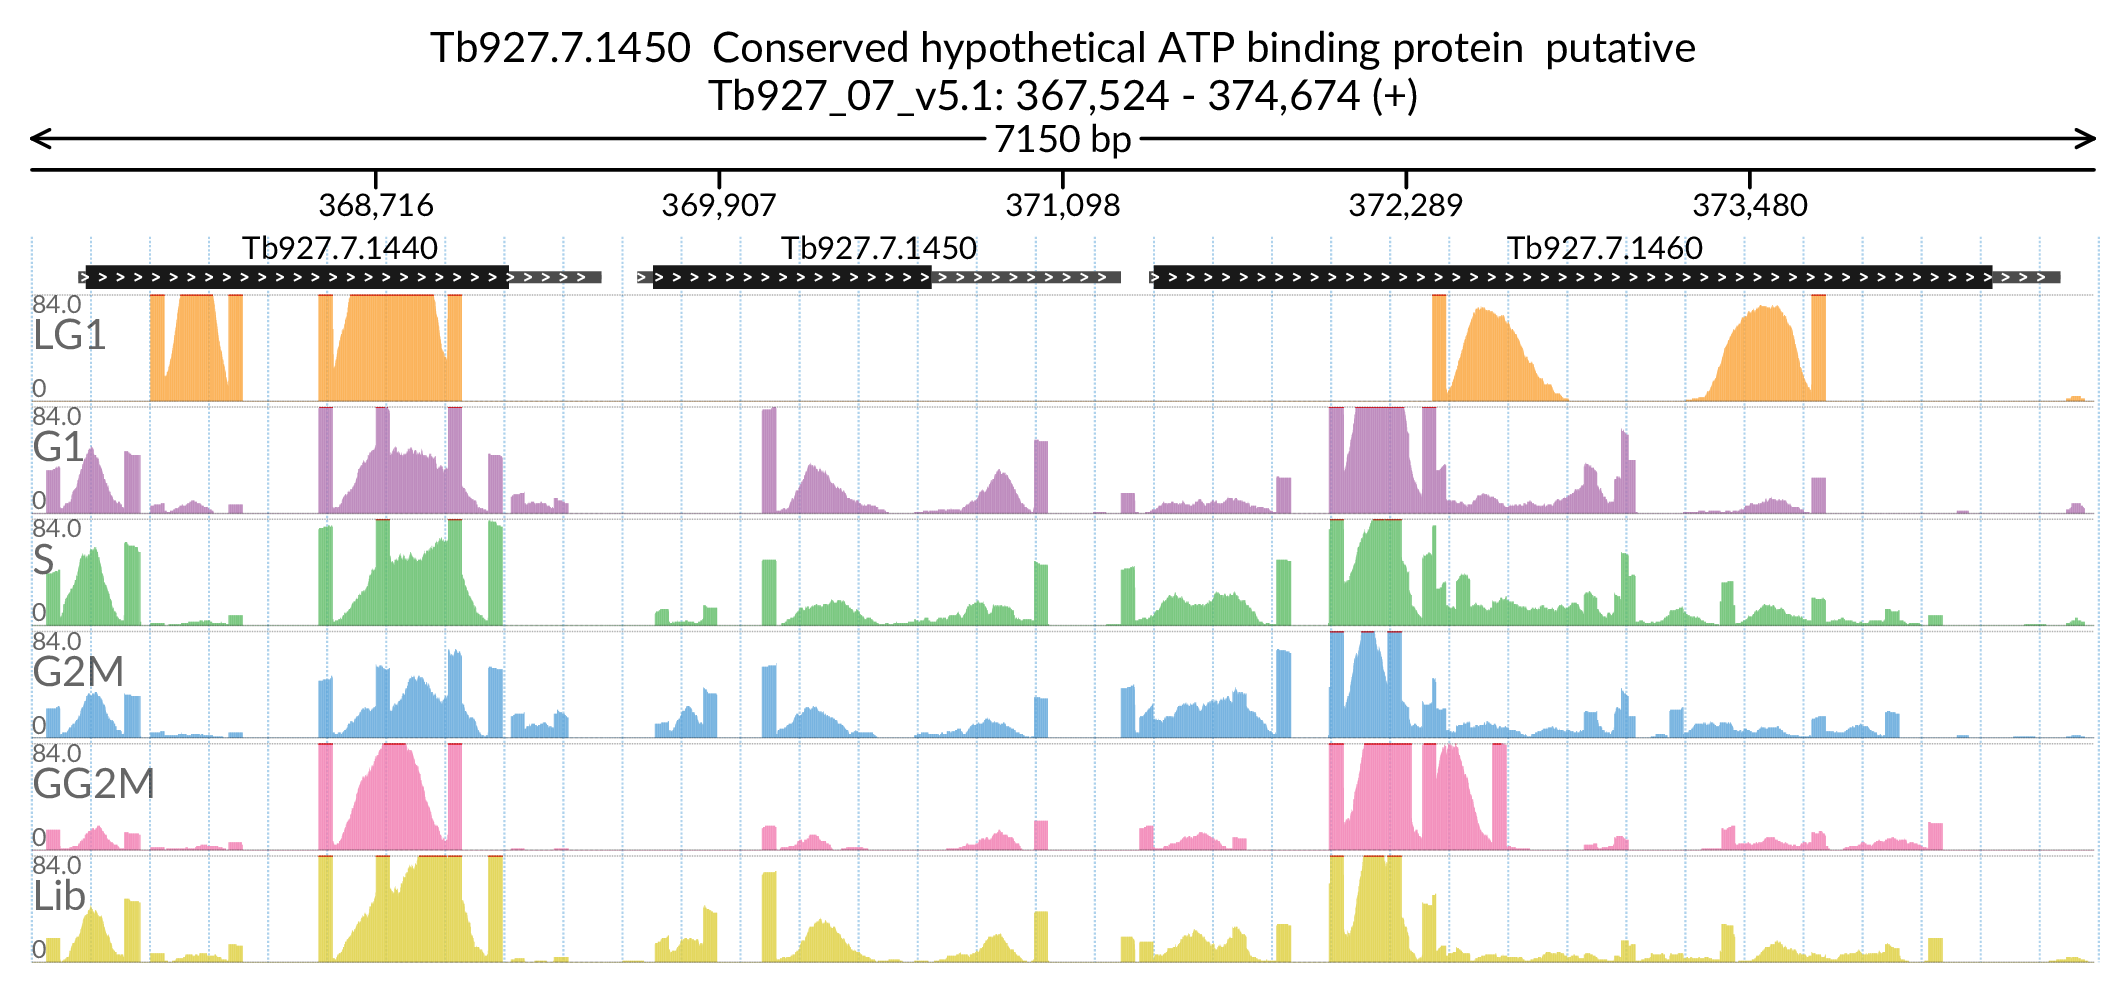 Tb927.7.1450  Conserved hypothetical ATP binding protein  putative
Tb927_07_v5.1: 367,524 - 374,674 (+)
7150 bp
368,716 369,907 371,098 372,289 373,480
Tb927.7.1440 Tb927.7.1450 Tb927.7.1460
84.0
LG1
0
84.0
G1
0
84.0
S
0
84.0
G2M
0
84.0
GG2M
0
84.0
Lib
0